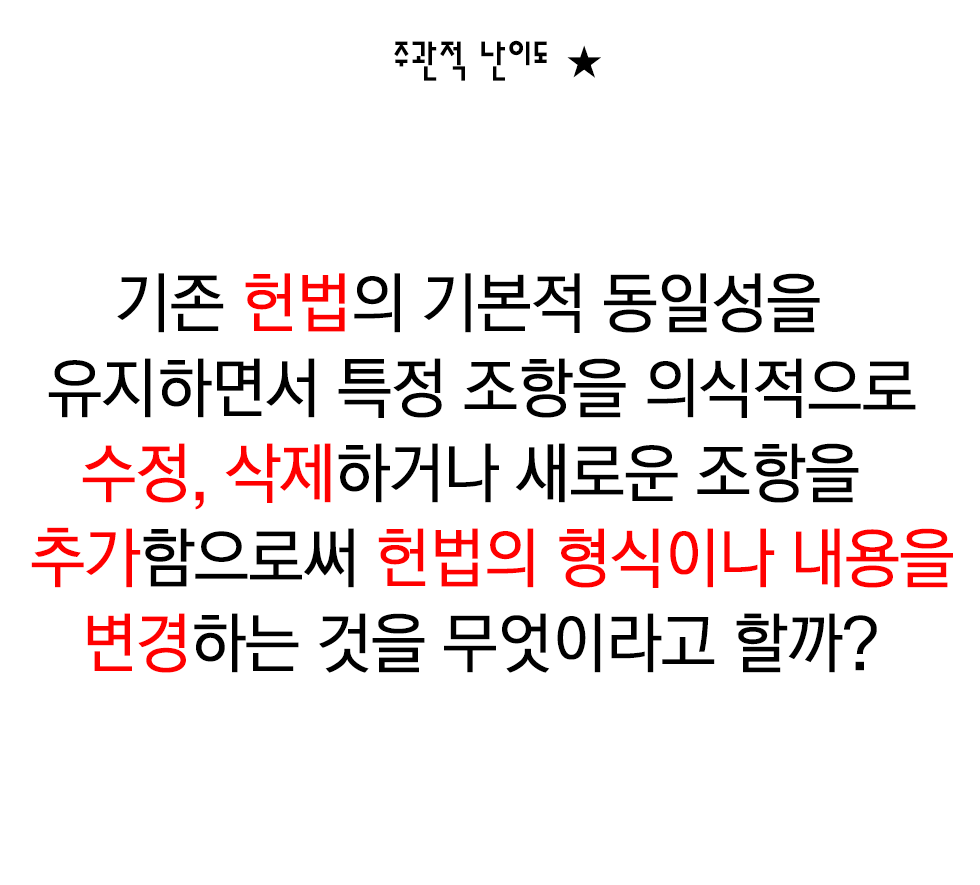 주관적 난이도 ★
기존 헌법의 기본적 동일성을
유지하면서 특정 조항을 의식적으로
수정, 삭제하거나 새로운 조항을
추가함으로써 헌법의 형식이나 내용을
변경하는 것을 무엇이라고 할까?